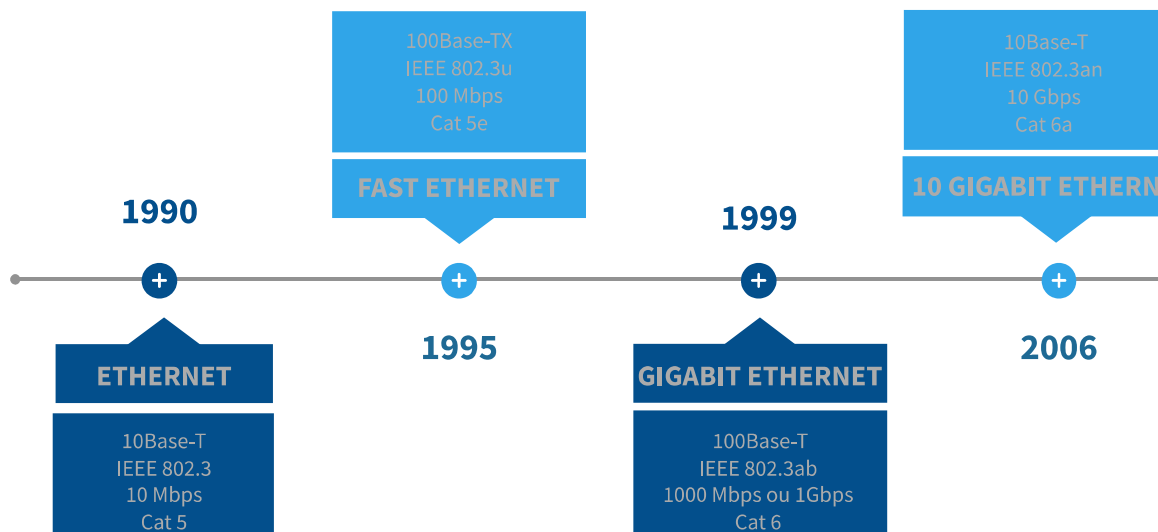 1990
ETHERNET
10Base-T
IEEE 802.3
10 Mbps
Cat 5
100Base-TX
IEEE 802.3u
100 Mbps
Cat 5e
FAST ETHERNET
1995
1999
GIGABIT ETHERNET
100Base-T
IEEE 802.3ab
1000 Mbps ou 1Gbps
Cat 6
10Base-T
IEEE 802.3an
10 Gbps
Cat 6a
10 GIGABIT ETHERN
2006